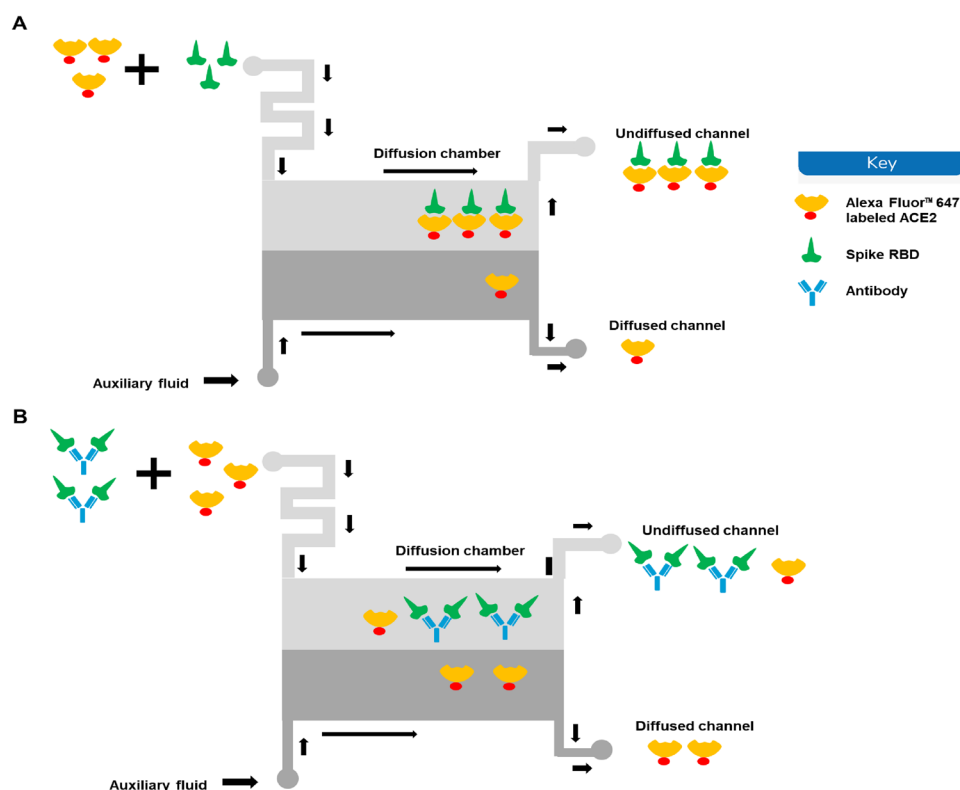 A
Undiffused channel
Diffusion chamber
Key
Alexa Fluor™ 647
labeled ACE2
Spike RBD
Antibody
Diffused channel
Auxiliary fluid
B
Undiffused channel
Diffusion chamber
Diffused channel
Auxiliary fluid